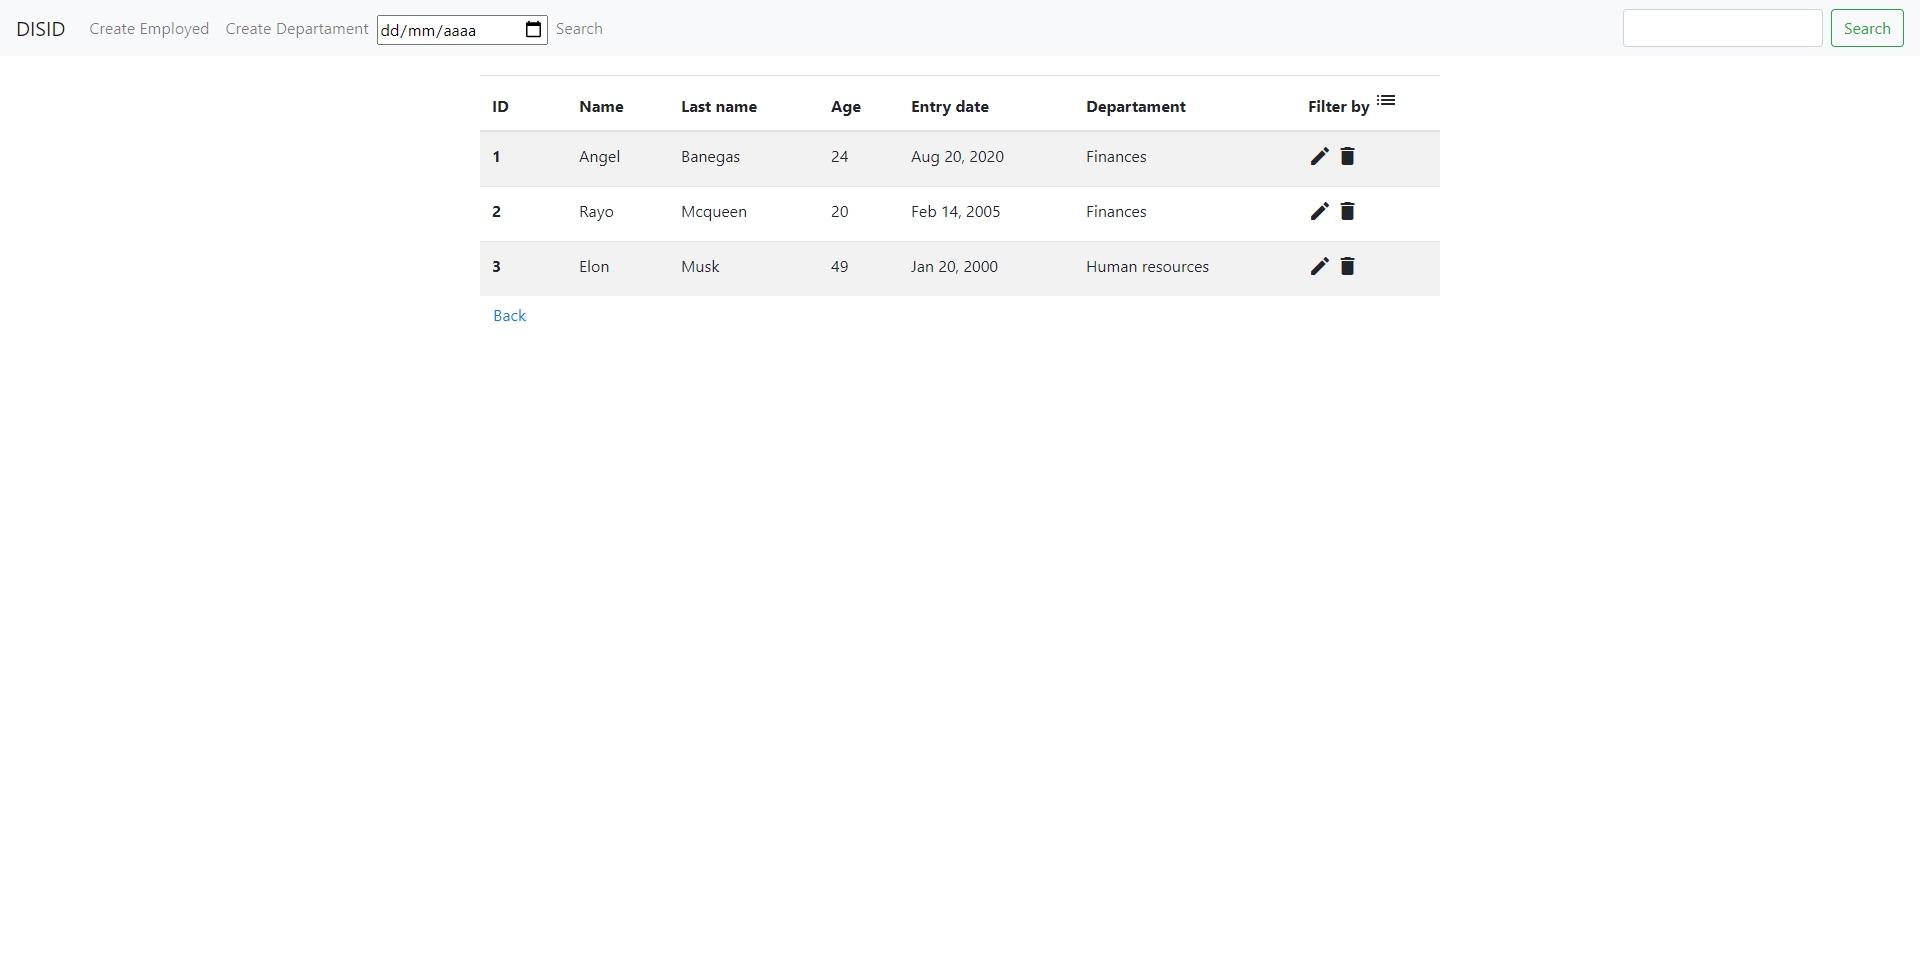 DISID Create Employed Create Departament dd/mm/aaaa Search Search
ID Name Last name Age Entry date Departament Filter by
1 Angel Banegas 24 Aug 20, 2020 Finances
2 Rayo Mcqueen 20 Feb 14, 2005 Finances
3 Elon Musk 49 Jan 20, 2000 Human resources
Back